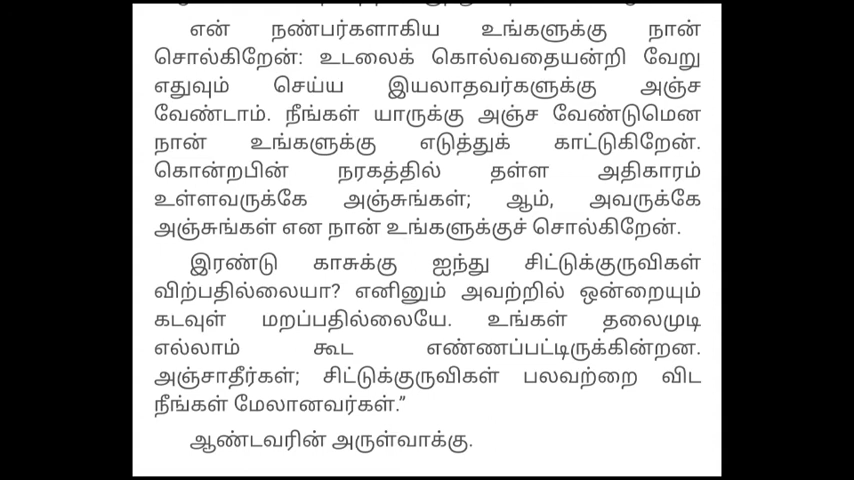 என் நண்பர்களாகிய உங்களுக்கு நான்
சொல்கிறேன்: உடலைக் கொல்வதையன்றி வேறு
எதுவும் செய்ய இயலாதவர்களுக்கு அஞ்ச
வேண்டாம். நீங்கள் யாருக்கு அஞ்ச வேண்டுமென
நான் உங்களுக்கு எடுத்துக் காட்டுகிறேன்.
கொன்றபின் நரகத்தில் தள்ள அதிகாரம்
உள்ளவருக்கே அஞ்சுங்கள்; ஆம், அவருக்கே
அஞ்சுங்கள் என நான் உங்களுக்குச் சொல்கிறேன்.
இரண்டு காசுக்கு ஐந்து சிட்டுக்குருவிகள்
விற்பதில்லையா? எனினும் அவற்றில் ஒன்றையும்
கடவுள் மறப்பதில்லையே. உங்கள் தலைமுடி
எல்லாம் கூட எண்ணப்பட்டிருக்கின்றன.
அஞ்சாதீர்கள்; சிட்டுக்குருவிகள் பலவற்றை விட
நீங்கள் மேலானவர்கள்.”
ஆண்டவரின் அருள்வாக்கு.